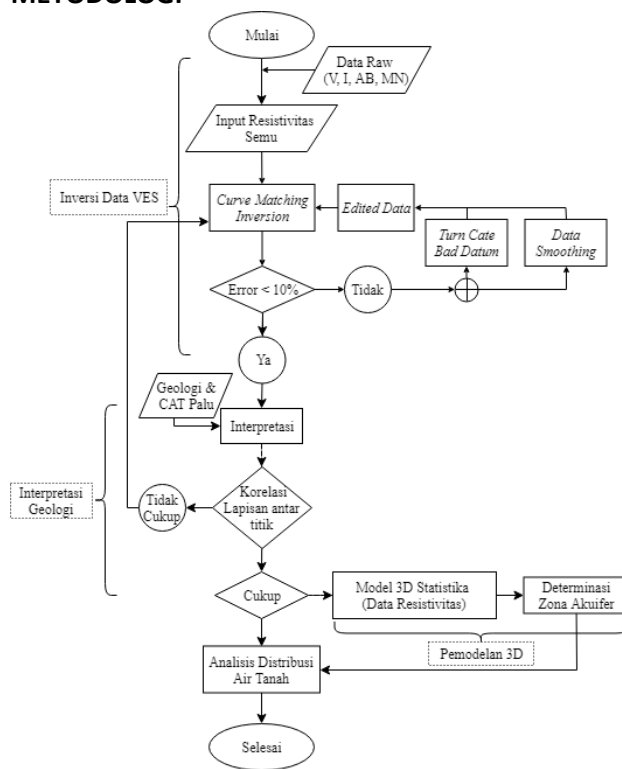 METODOLOGI
Mulai
Data Raw
(V, I, AB, MN)
Input Resistivitas
Semu
Inversi Data VES
Curve Matching
Inversion
Edited Data
Turn Cate
Bad Datum
Data
Smoothing
Error < 10%
Tidak
Ya
Geologi &
CAT Palu
Interpretasi
Interpretasi
Geologi
Tidak
Cukup
Korelasi
Lapisan antar
titik
Cukup
Model 3D Statistika
(Data Resistivitas)
Determinasi
Zona Akuifer
Pemodelan 3D
Analisis Distribusi
Air Tanah
Selesai